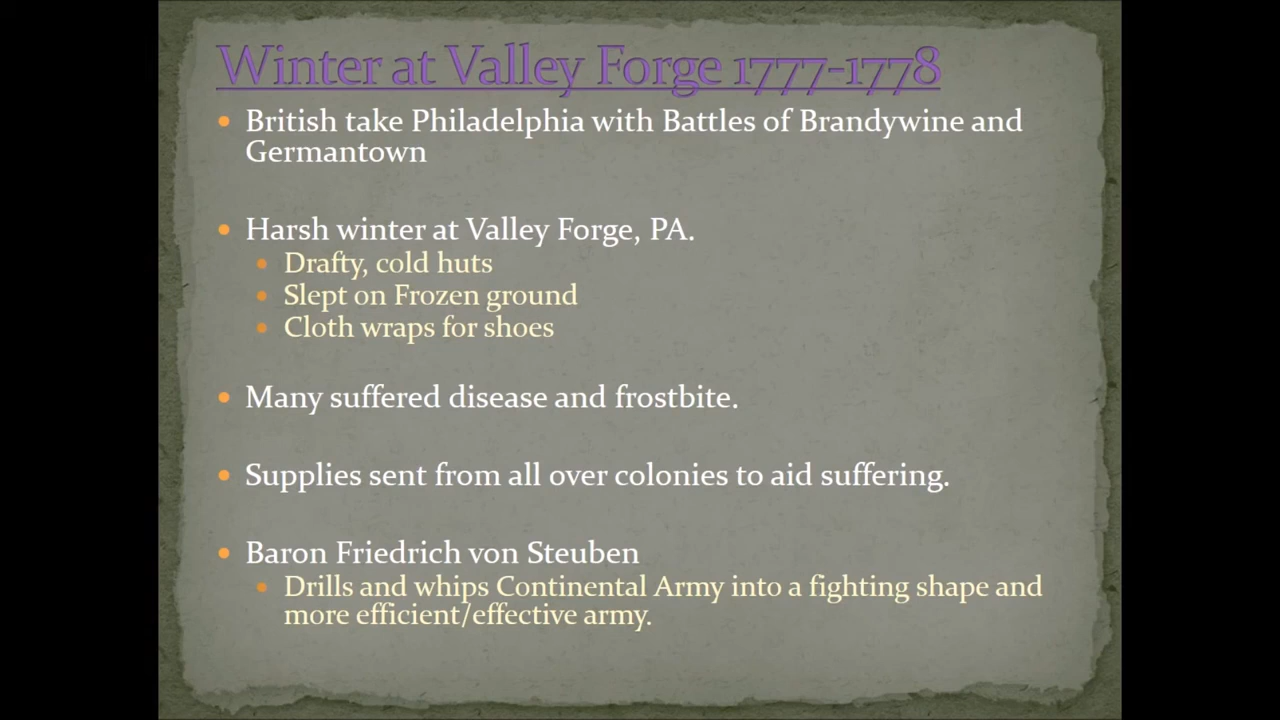 Winter at Valley Forge 1777-1778
British take Philadelphia with Battles of Brandywine and
Germantown
Harsh winter at Valley Forge, PA.
Drafty, cold huts
Slept on Frozen ground
Cloth wraps for shoes
Many suffered disease and frostbite.
Supplies sent from all over colonies to aid suffering.
Baron Friedrich von Steuben
Drills and whips Continental Army into a fighting shape and
more efficient/effective army.